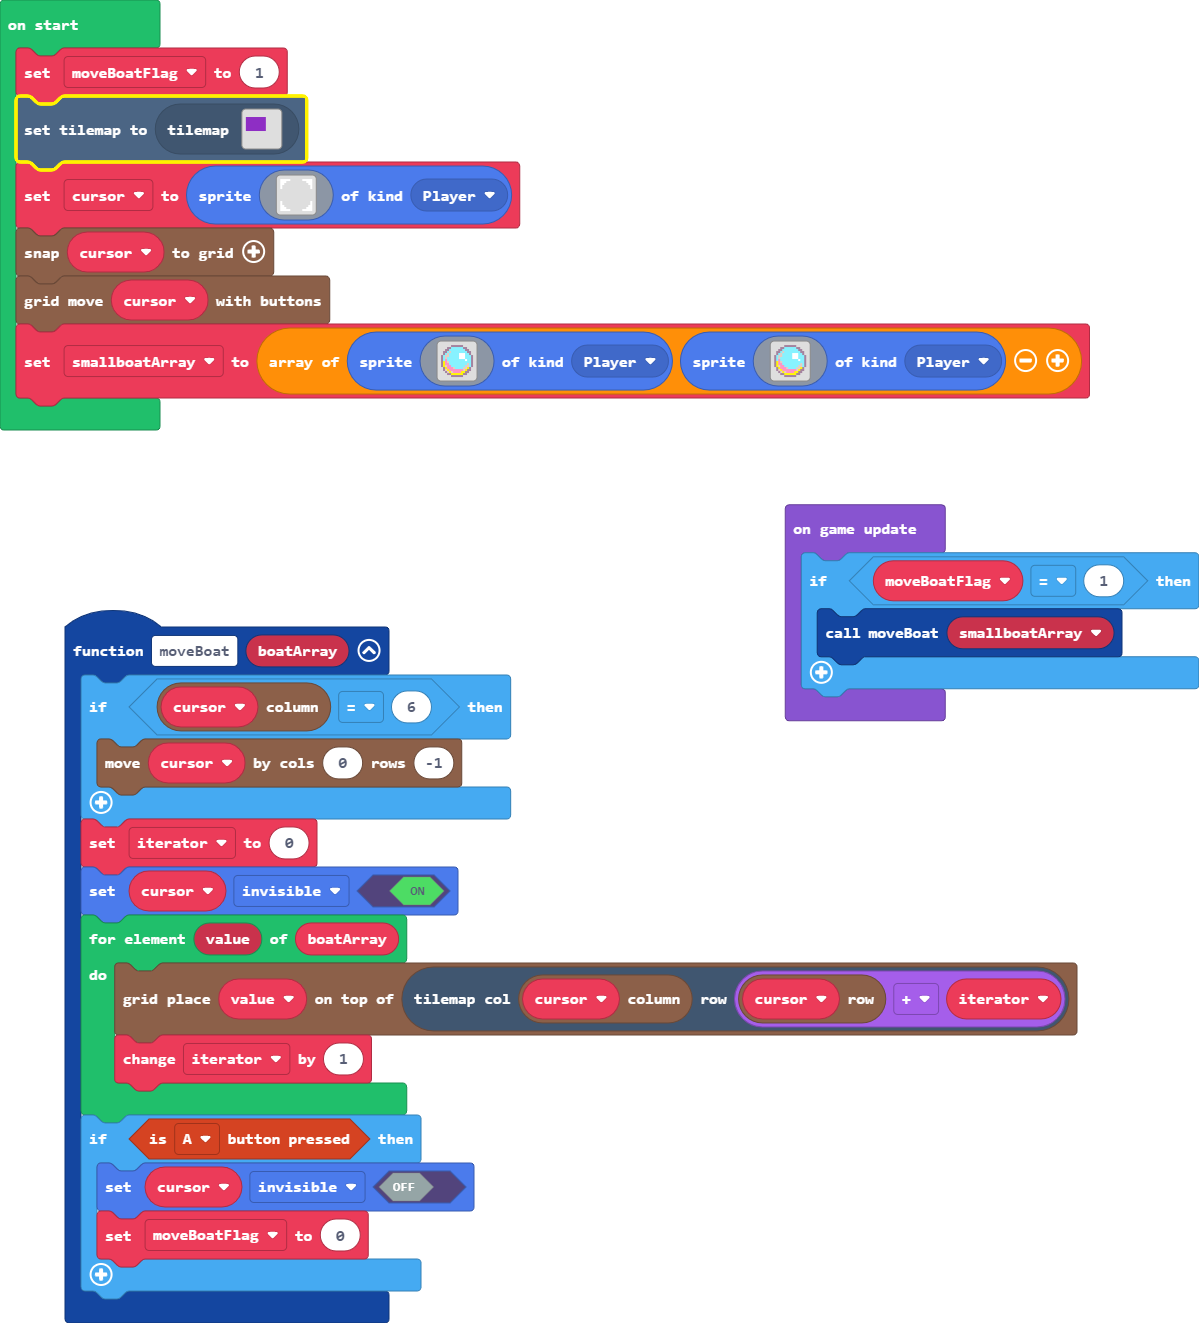 on start
set moveBoatFlag to 1
set tilemap to tilemap
set cursor to sprite of kind Player
snap cursor to grid
grid move cursor with buttons
set smallboatArray to array of sprite of kind Player sprite of kind Player
on game update
if moveBoatFlag = 1 then
call moveBoat smallboatArray
function moveBoat boatArray
if cursor column = 6 then
move cursor by cols 0 rows -1
set iterator to 0
set cursor invisible ON
for element value of boatArray
do
grid place value on top of tilemap col cursor column row cursor row + iterator
change iterator by 1
if is A button pressed then
set cursor invisible OFF
set moveBoatFlag to 0